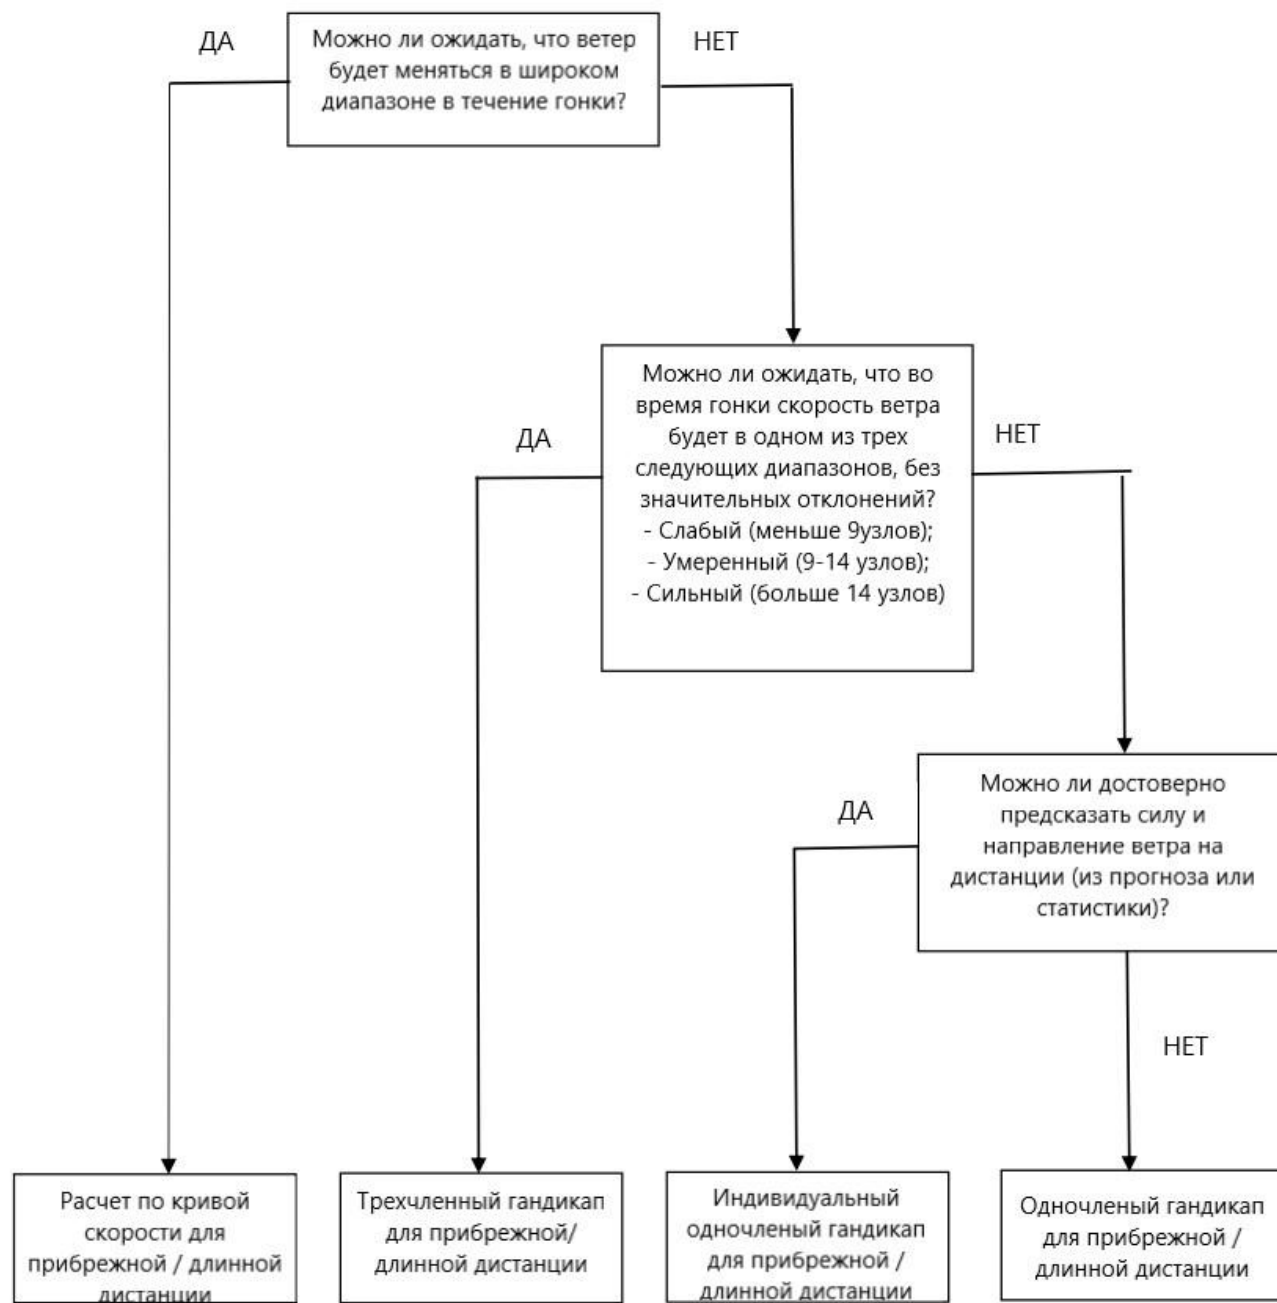 ДА
Можно ли ожидать, что ветер
будет меняться в широком
диапазоне в течение гонки?
НЕТ
Можно ли ожидать, что во
время гонки скорость ветра
будет в одном из трех
следующих диапазонов, без
значительных отклонений?
- Слабый (меньше 9узлов);
- Умеренный (9-14 узлов);
- Сильный (больше 14 узлов)
ДА
НЕТ
Можно ли достоверно
предсказать силу и
направление ветра на
дистанции (из прогноза или
статистики)?
ДА
НЕТ
Расчет по кривой
скорости для
прибрежной / длинной
дистанции
Трехчленный гандикап
для прибрежной/
длинной дистанции
Индивидуальный
одночленый гандикап
для прибрежной /
длинной дистанции
Одночленый гандикап
для прибрежной /
длинной дистанции